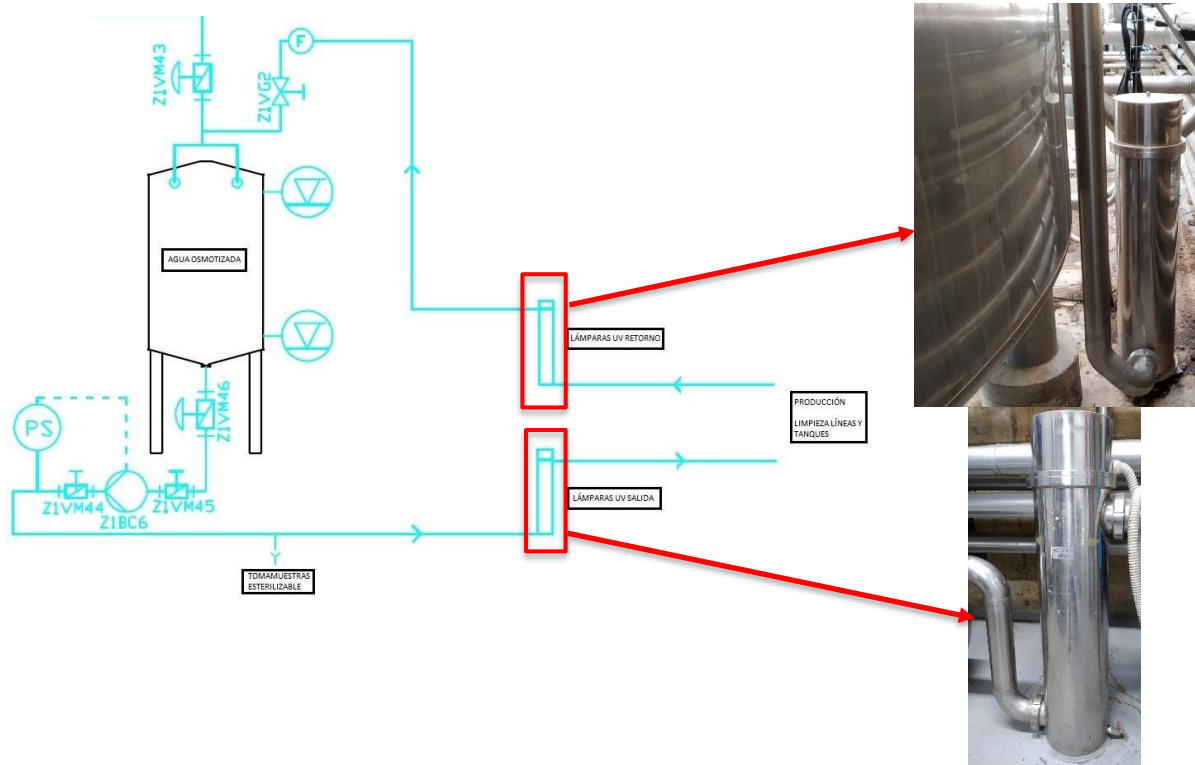 Z1VM43
F
Z1VG2
AGUA OSMOTIZADA
LÁMPARAS UV RETORNO
PRODUCCIÓN
LIMPIEZA LÍNEAS Y
TANQUES
Z1VM46
PS
Z1VM44
Z1BC6
Z1VM45
LÁMPARAS UV SALIDA
TOMAMUESTRAS
ESTERILIZABLE